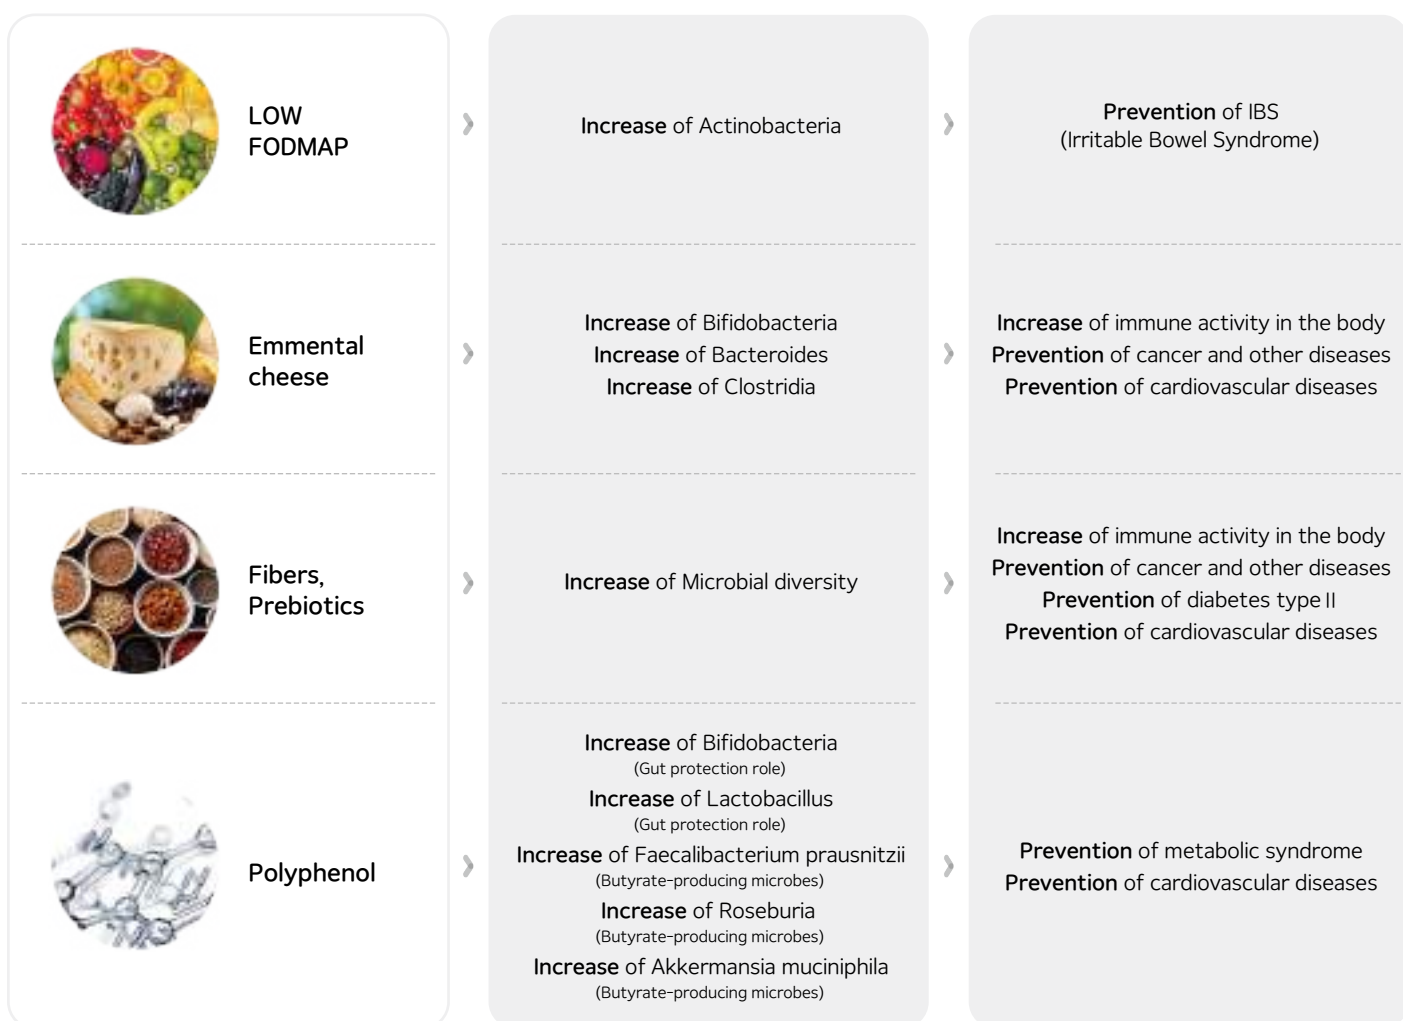 LOW
FODMAP
Increase of Actinobacteria
Prevention of IBS
(Irritable Bowel Syndrome)
Emmental
cheese
Increase of Bifidobacteria
Increase of Bacteroides
Increase of Clostridia
Increase of immune activity in the body
Prevention of cancer and other diseases
Prevention of cardiovascular diseases
Fibers,
Prebiotics
Increase of Microbial diversity
Increase of immune activity in the body
Prevention of cancer and other diseases
Prevention of diabetes type II
Prevention of cardiovascular diseases
Polyphenol
Increase of Bifidobacteria
(Gut protection role)
Increase of Lactobacillus
(Gut protection role)
Increase of Faecalibacterium prausnitzii
(Butyrate-producing microbes)
Increase of Roseburia
(Butyrate-producing microbes)
Increase of Akkermansia muciniphila
(Butyrate-producing microbes)
Prevention of metabolic syndrome
Prevention of cardiovascular diseases